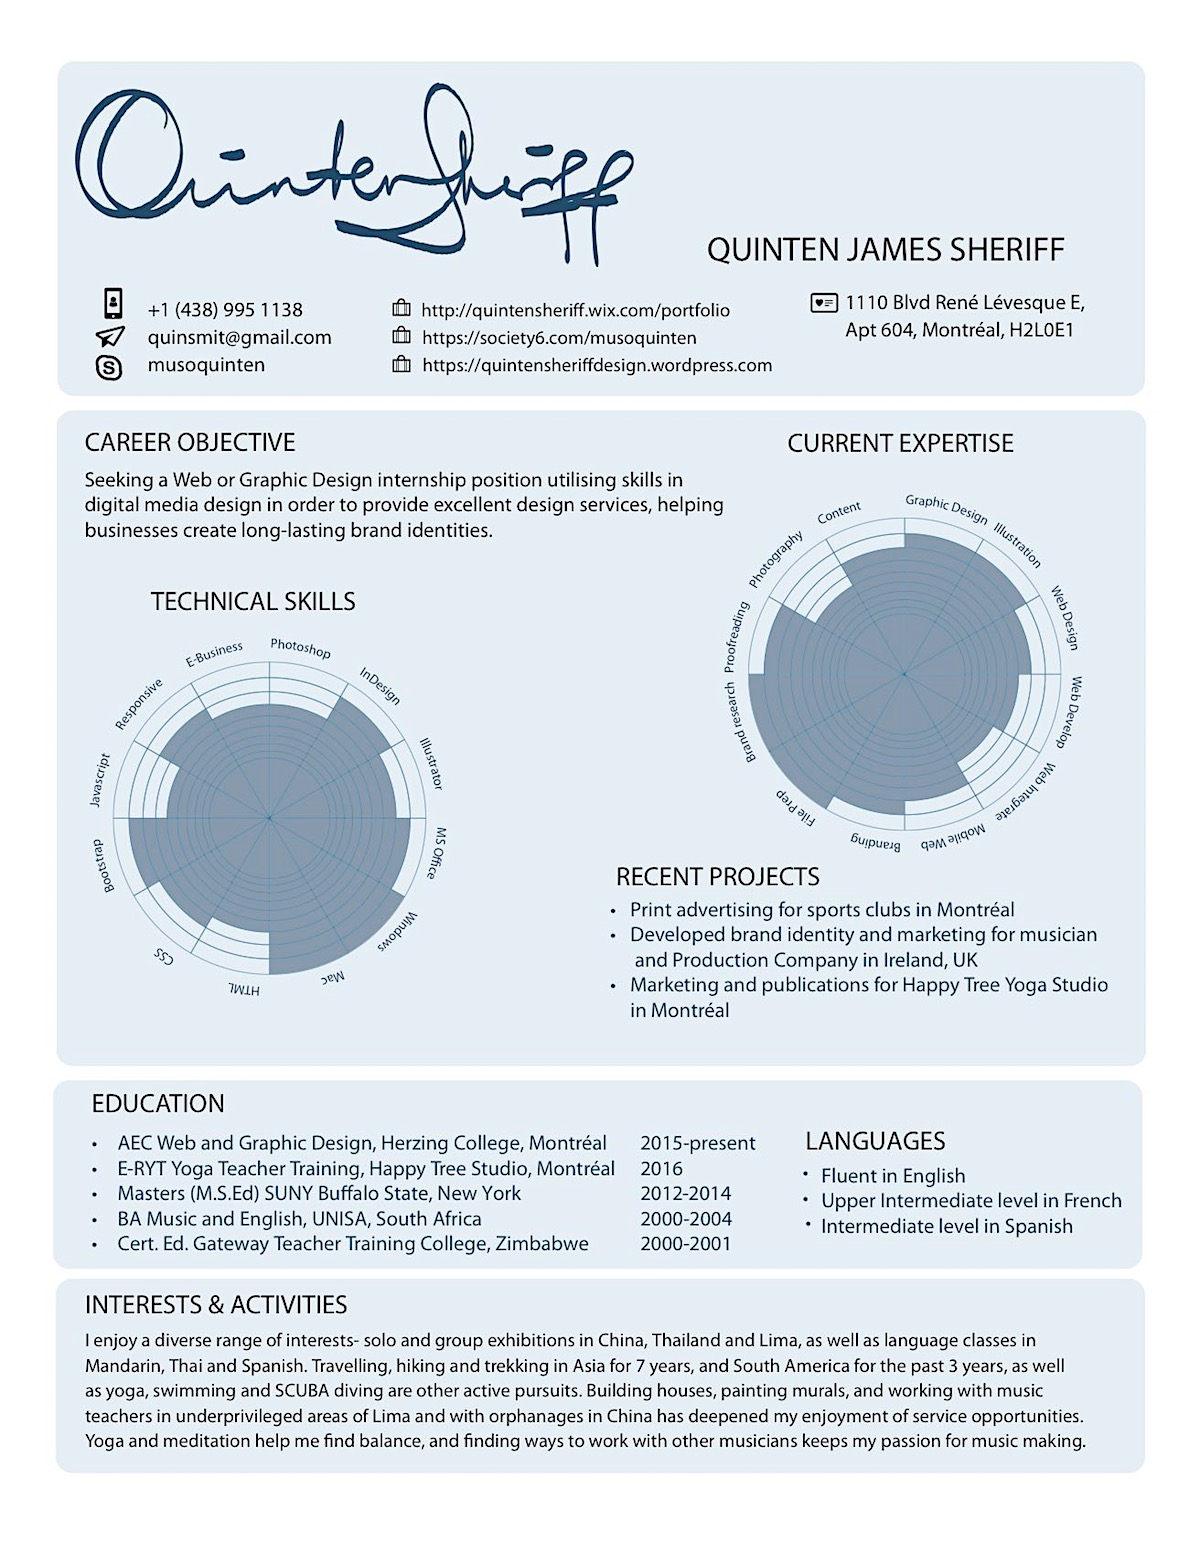 Quinten Sheriff
QUINTEN JAMES SHERIFF
+1 (438) 995 1138
quinsmit@gmail.com
musoquinten
http://quintensheriff.wix.com/portfolio
https://society6.com/musoquinten
https://quintensheriffdesign.wordpress.com
1110 Blvd René Lévesque E,
Apt 604, Montréal, H2L0E1
CAREER OBJECTIVE
Seeking a Web or Graphic Design internship position utilising skills in
digital media design in order to provide excellent design services, helping
businesses create long-lasting brand identities.
TECHNICAL SKILLS
Photoshop
InDesign
Illustrator
MS Office
Windows
Mac
HTML
CSS
Bootstrap
Javascript
Responsive
E-Business
CURRENT EXPERTISE
Graphic Design
Illustration
Web Design
Web Develop
Web Integrate
Mobile Web
Branding
File Prep
Brand research
Proofreading
Photography
Content
RECENT PROJECTS
• Print advertising for sports clubs in Montréal
• Developed brand identity and marketing for musician
and Production Company in Ireland, UK
• Marketing and publications for Happy Tree Yoga Studio
in Montréal
EDUCATION
• AEC Web and Graphic Design, Herzing College, Montréal 2015-present
• E-RYT Yoga Teacher Training, Happy Tree Studio, Montréal 2016
• Masters (M.S.Ed) SUNY Buffalo State, New York 2012-2014
• BA Music and English, UNISA, South Africa 2000-2004
• Cert. Ed. Gateway Teacher Training College, Zimbabwe 2000-2001
LANGUAGES
• Fluent in English
• Upper Intermediate level in French
• Intermediate level in Spanish
INTERESTS & ACTIVITIES
I enjoy a diverse range of interests- solo and group exhibitions in China, Thailand and Lima, as well as language classes in
Mandarin, Thai and Spanish. Travelling, hiking and trekking in Asia for 7 years, and South America for the past 3 years, as well
as yoga, swimming and SCUBA diving are other active pursuits. Building houses, painting murals, and working with music
teachers in underprivileged areas of Lima and with orphanages in China has deepened my enjoyment of service opportunities.
Yoga and meditation help me find balance, and finding ways to work with other musicians keeps my passion for music making.